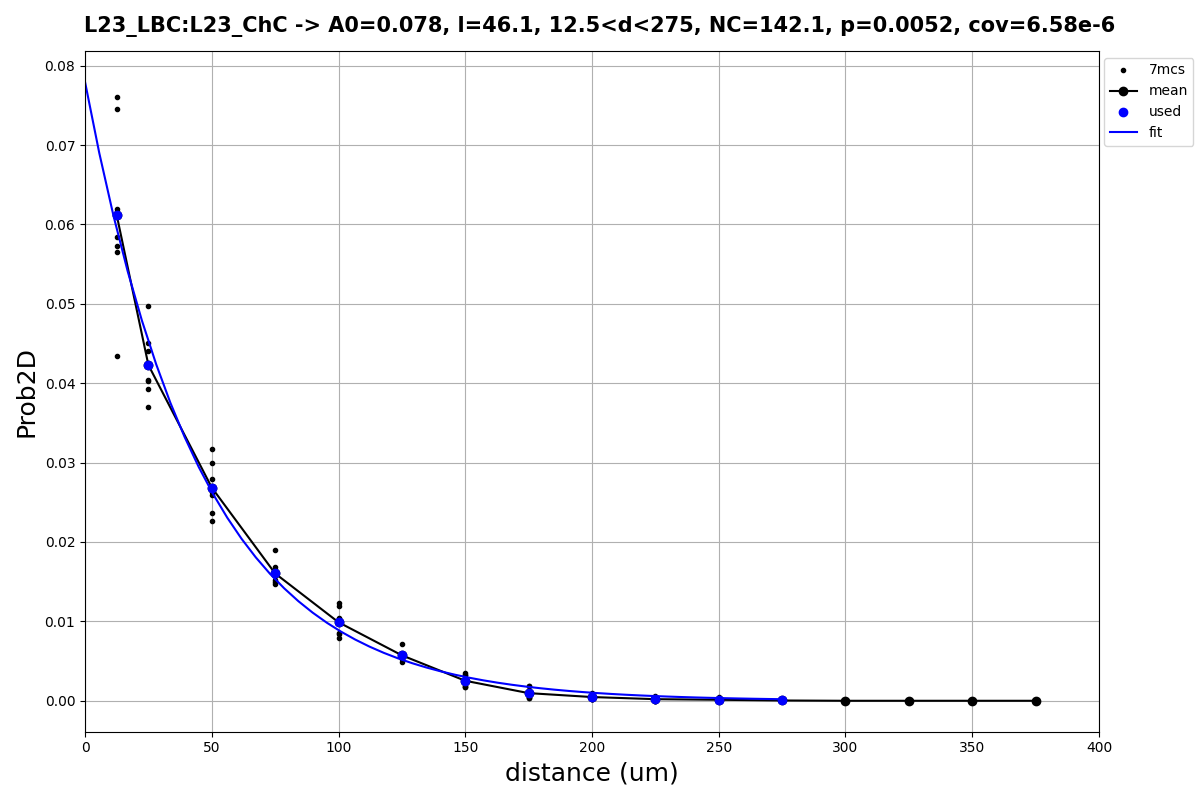 L23_LBC:L23_ChC -> A0=0.078, l=46.1, 12.5<d<275, NC=142.1, p=0.0052, cov=6.58e-6
7mcs
mean
used
fit
0.08
0.07
0.06
0.05
0.04
0.03
0.02
0.01
0.00
Prob2D
0 50 100 150 200 250 300 350 400
distance (um)